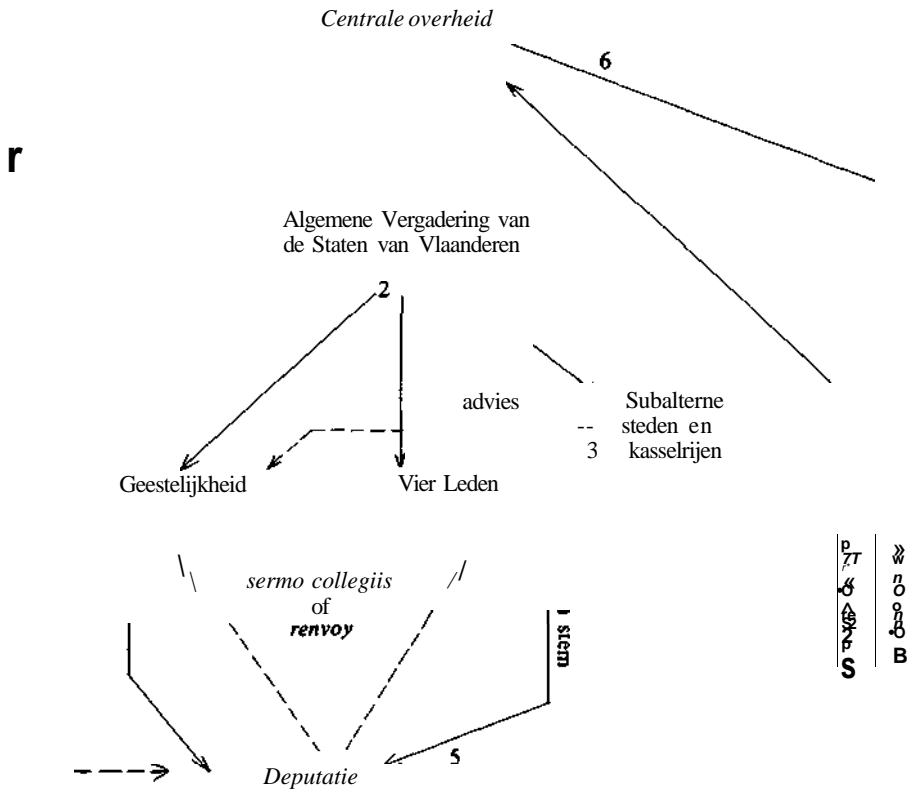 Centrale overheid
6
r
Algemene Vergadering van
de Staten van Vlaanderen
2
advies
Subalterne
-- steden en
3 kasselrijen
Geestelijkheid
Vier Leden
sermo collegiis
of
renvoy
stem
5
Deputatie